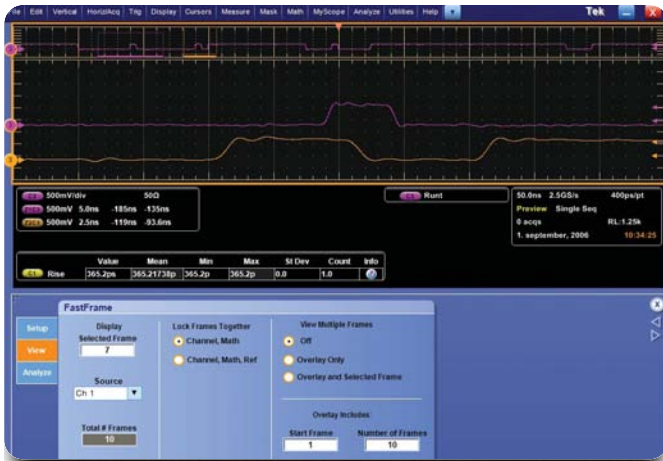 File Edit Vertical Horiz/Acq Trig Display Cursors Measure Mask Math MyScope Analyze Utilities Help Tek X
3
500mV/div 50Ω
500mV 5.0ns -185ns -135ns
500mV 2.5ns -119ns -93.6ns
Runt
50.0ns 2.5GS/s 400ps/pt
Preview Single Seq
0 acqs RL:1.25k
1. september, 2006 10:34:25
Value Mean Min Max St Dev Count Info
C1 Rise 365.2ps 365.21738p 365.2p 365.2p 0.0 1.0
FastFrame
X
Setup
View
Analyze
Display
Selected Frame
7
Source
Ch 1
Total # Frames
10
Lock Frames Together
Channel, Math
Channel, Math, Ref
View Multiple Frames
Off
Overlay Only
Overlay and Selected Frame
Overlay Includes:
Start Frame Number of Frames
1 10